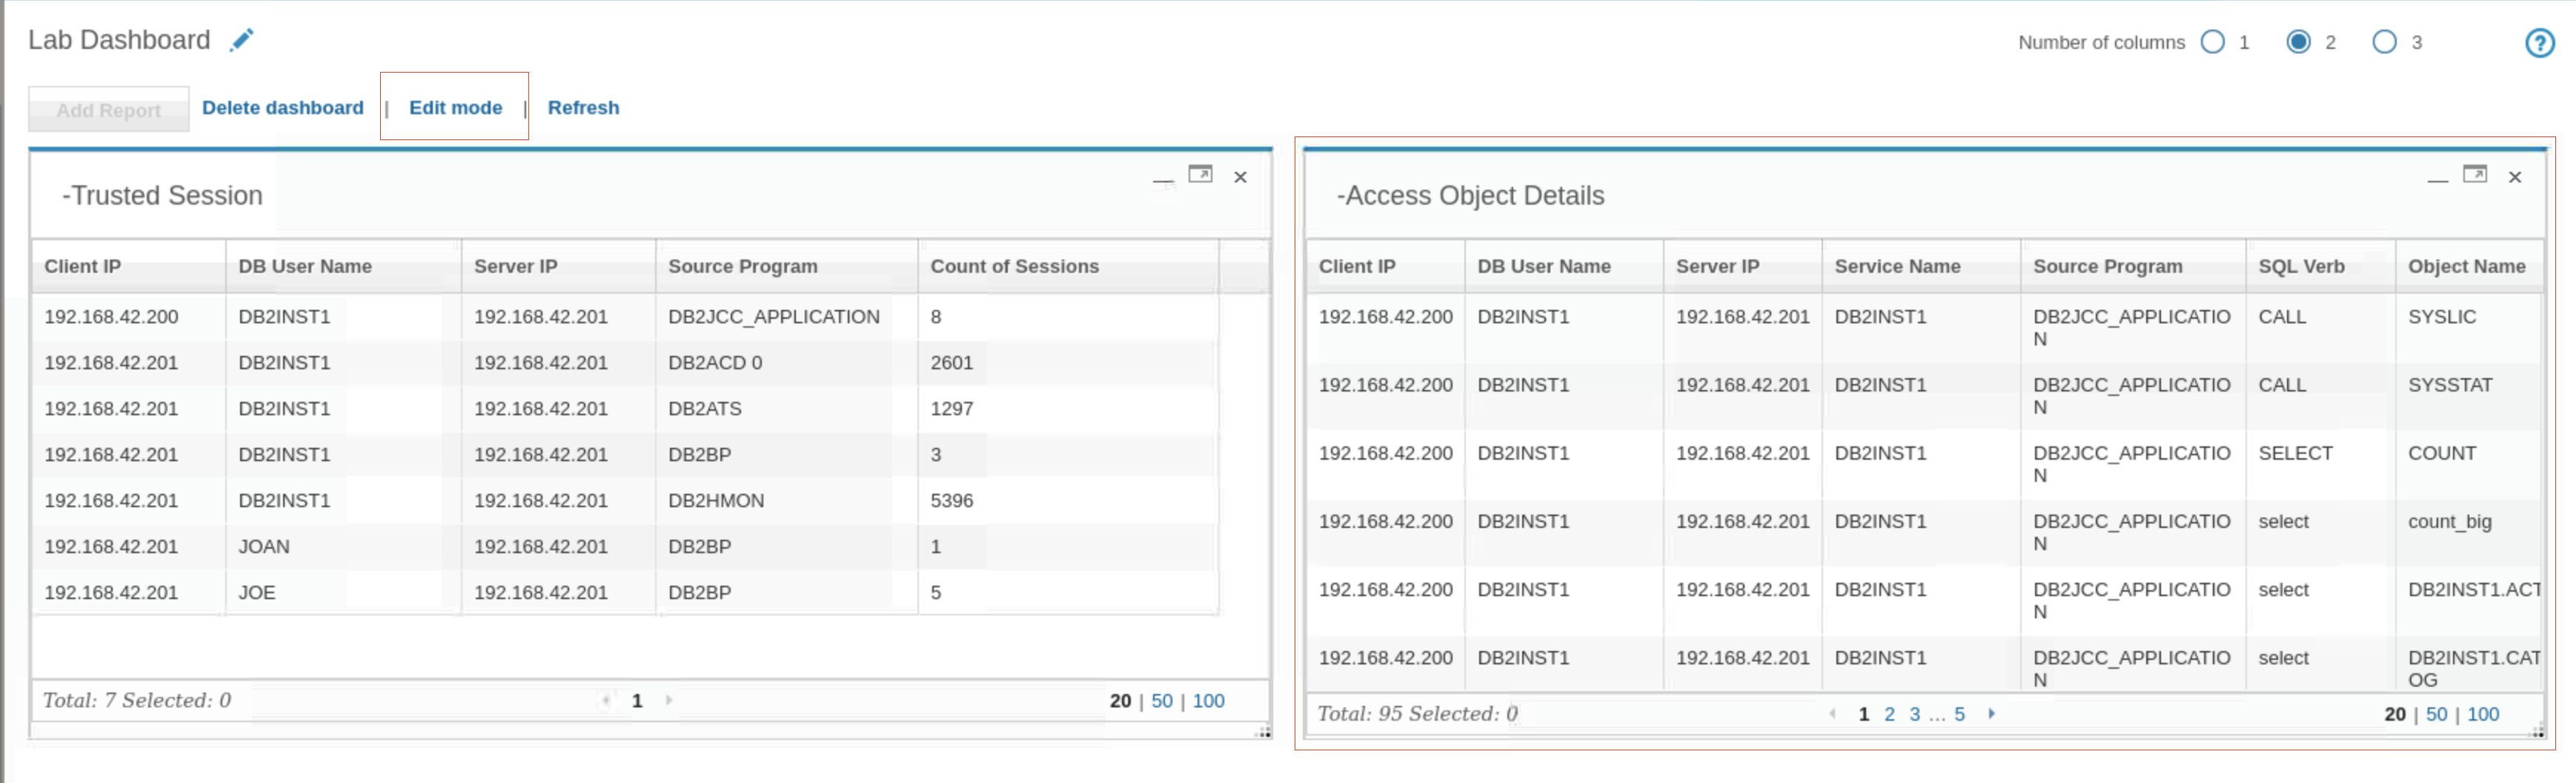 Lab Dashboard
Number of columns 1 2 3
Add Report Delete dashboard | Edit mode | Refresh
-Trusted Session
Client IP DB User Name Server IP Source Program Count of Sessions
192.168.42.200 DB2INST1 192.168.42.201 DB2JCC_APPLICATION 8
192.168.42.201 DB2INST1 192.168.42.201 DB2ACD 0 2601
192.168.42.201 DB2INST1 192.168.42.201 DB2ATS 1297
192.168.42.201 DB2INST1 192.168.42.201 DB2BP 3
192.168.42.201 DB2INST1 192.168.42.201 DB2HMON 5396
192.168.42.201 JOAN 192.168.42.201 DB2BP 1
192.168.42.201 JOE 192.168.42.201 DB2BP 5
Total: 7 Selected: 0 1 20 | 50 | 100
-Access Object Details
Client IP DB User Name Server IP Service Name Source Program SQL Verb Object Name
192.168.42.200 DB2INST1 192.168.42.201 DB2INST1 DB2JCC_APPLICATIO CALL SYSLIC
N
192.168.42.200 DB2INST1 192.168.42.201 DB2INST1 DB2JCC_APPLICATIO CALL SYSSTAT
N
192.168.42.200 DB2INST1 192.168.42.201 DB2INST1 DB2JCC_APPLICATIO SELECT COUNT
N
192.168.42.200 DB2INST1 192.168.42.201 DB2INST1 DB2JCC_APPLICATIO select count_big
N
192.168.42.200 DB2INST1 192.168.42.201 DB2INST1 DB2JCC_APPLICATIO select DB2INST1.ACT
N
192.168.42.200 DB2INST1 192.168.42.201 DB2INST1 DB2JCC_APPLICATIO select DB2INST1.CAT
N OG
Total: 95 Selected: 0 1 2 3 ... 5 20 | 50 | 100